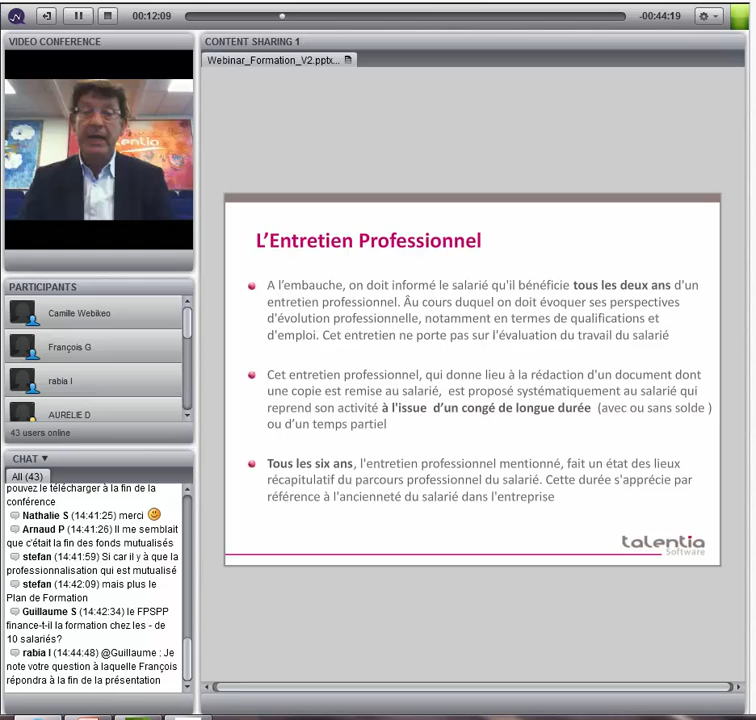 00:12:09
-00:44:19
VIDEO CONFERENCE
CONTENT SHARING 1
Webinar_Formation_V2.pptx...
talentia
PARTICIPANTS
Camille Webikeo
François G
rabia I
AURELIE D
43 users online
CHAT
All (43)
pouvez le télécharger à la fin de la
conférence
Nathalie S (14:41:25) merci
Arnaud P (14:41:26) Il me semblait
que c'était la fin des fonds mutualisés
stefan (14:41:59) Si car il y à que la
professionnalisation qui est mutualisé
stefan (14:42:09) mais plus le
Plan de Formation
Guillaume S (14:42:34) le FPSPP
finance-t-il la formation chez les - de
10 salariés?
rabia I (14:44:48) @Guillaume : Je
note votre question à laquelle François
répondra à la fin de la présentation
L'Entretien Professionnel
A l'embauche, on doit informé le salarié qu'il bénéficie tous les deux ans d'un
entretien professionnel. Âu cours duquel on doit évoquer ses perspectives
d'évolution professionnelle, notamment en termes de qualifications et
d'emploi. Cet entretien ne porte pas sur l'évaluation du travail du salarié
Cet entretien professionnel, qui donne lieu à la rédaction d'un document dont
une copie est remise au salarié, est proposé systématiquement au salarié qui
reprend son activité à l'issue d'un congé de longue durée (avec ou sans solde )
ou d'un temps partiel
Tous les six ans, l'entretien professionnel mentionné, fait un état des lieux
récapitulatif du parcours professionnel du salarié. Cette durée s'apprécie par
référence à l'ancienneté du salarié dans l'entreprise
talentia
Software